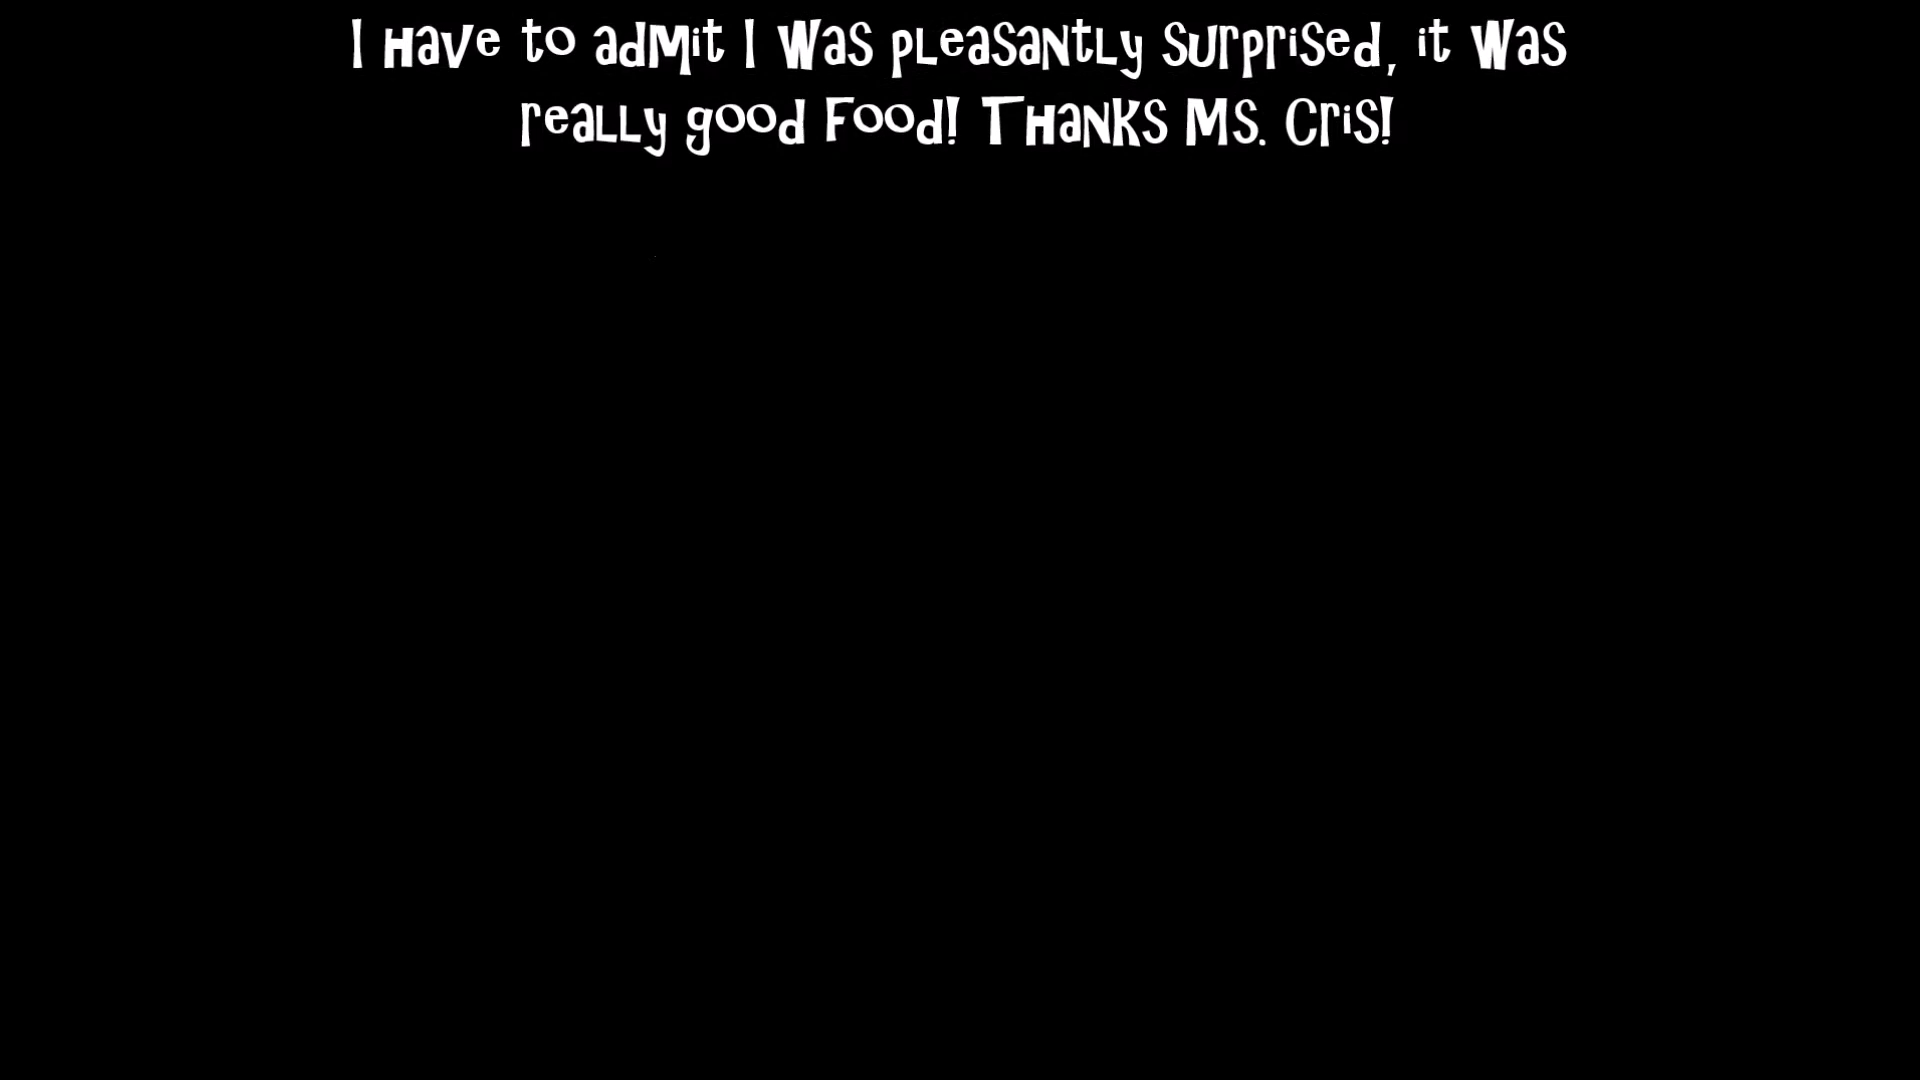 I have to admit I was pleasantly surprised, it was
really good food! Thanks Ms. Cris!